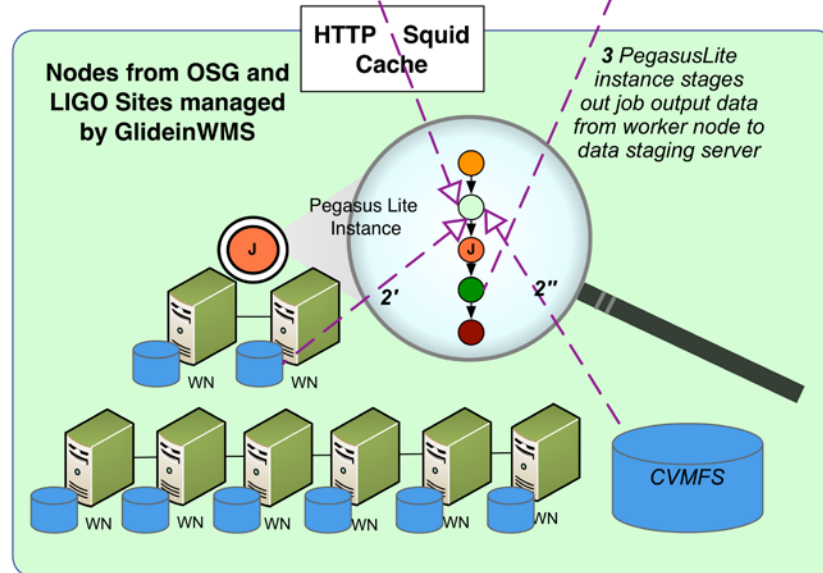 HTTP Squid
Cache
Nodes from OSG and
LIGO Sites managed
by GlideinWMS
3 PegasusLite
instance stages
out job output data
from worker node to
data staging server
Pegasus Lite
Instance
J
J
2'
2"
WN
WN
CVMFS
WN
WN
WN
WN
WN
WN